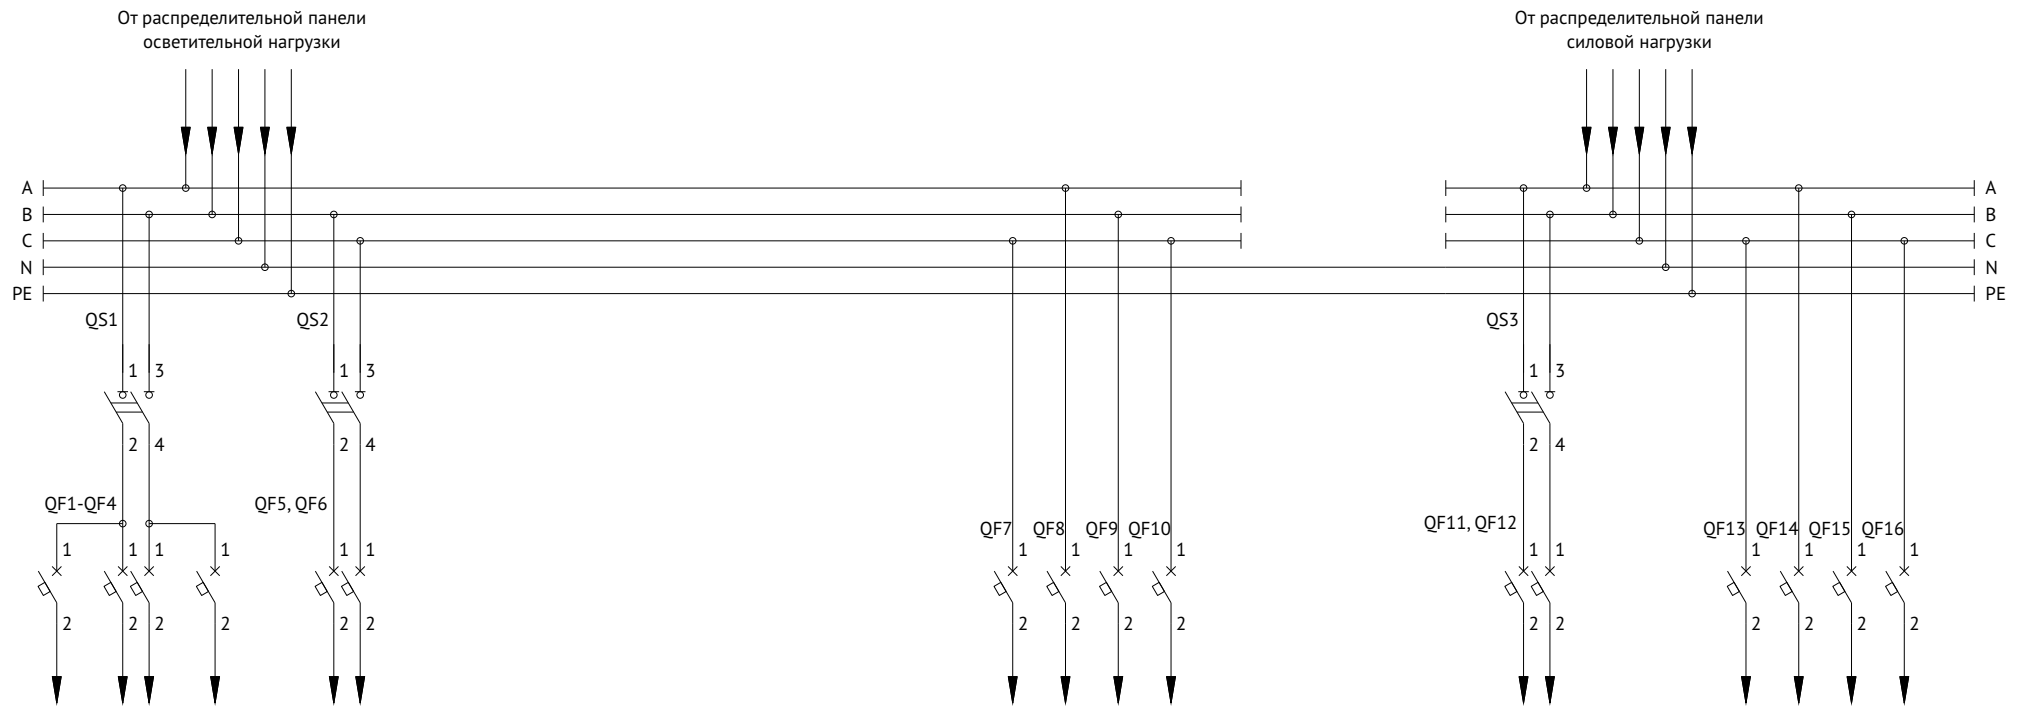 От распределительной панели
осветительной нагрузки
От распределительной панели
силовой нагрузки
A A
B B
C C
N N
PE PE
QS1 QS2 QS3
1 3 1 3 1 3
2 4 2 4 2 4
QF1-QF4 QF5, QF6
QF11, QF12
QF7 QF8 QF9 QF10 QF13 QF14 QF15 QF16
1 1 1 1 1 1 1 1 1 1 1 1 1 1 1 1
2 2 2 2 2 2 2 2 2 2 2 2 2 2 2 2